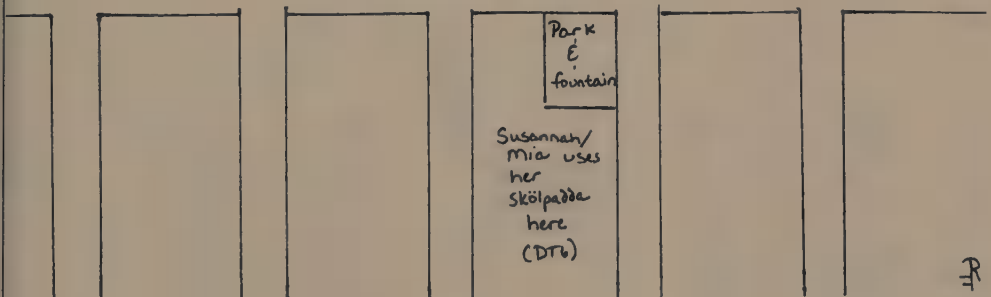 Park
&
fountain
Susannah/
Mia uses
her
skölpadda
here
(DT6)